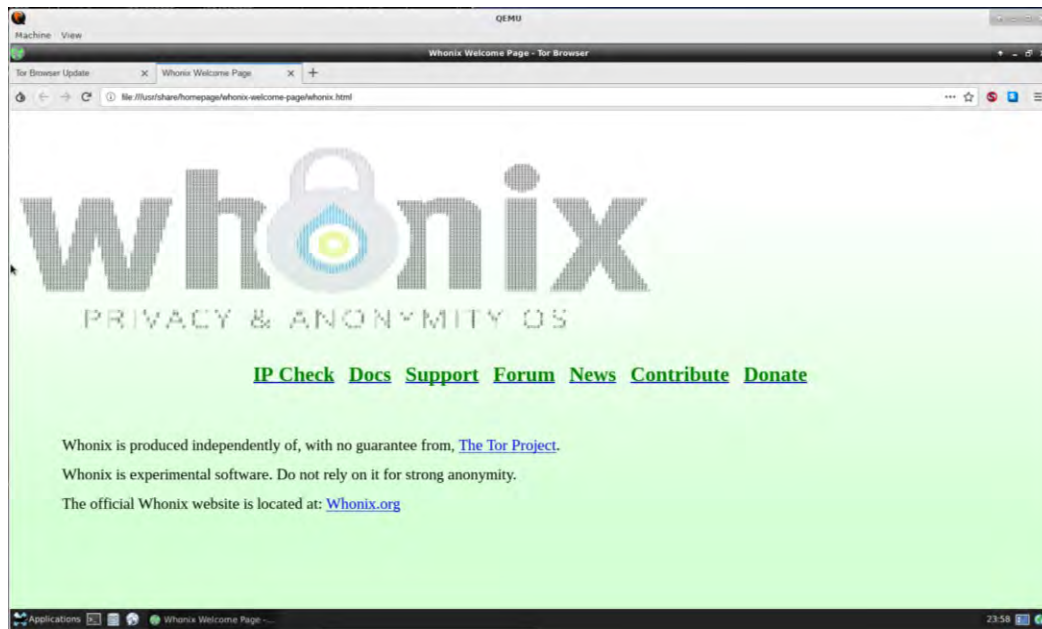 QEMU
Machine View
Whonix Welcome Page - Tor Browser
Tor Browser Update
Whonix Welcome Page
file:///usr/share/homepage/whonix-welcome-page/whonix.html
whonix
PRIVACY & ANONYMITY OS
IP Check Docs Support Forum News Contribute Donate
Whonix is produced independently of, with no guarantee from, The Tor Project.
Whonix is experimental software. Do not rely on it for strong anonymity.
The official Whonix website is located at: Whonix.org
Applications
Whonix Welcome Page -...
23:58